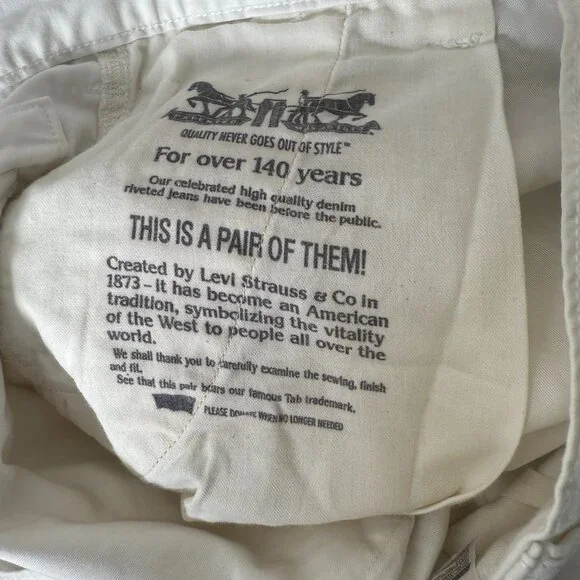 QUALITY NEVER GOES OUT OF STYLE™
For over 140 years
Our celebrated high quality denim
riveted jeans have been before the public.
THIS IS A PAIR OF THEM!
Created by Levi Strauss & Co in
1873 – it has become an American
tradition, symbolizing the vitality
of the West to people all over the
world.
We shall thank you to carefully examine the sewing, finish
and fit.
See that this pair bears our famous Tab trademark.
PLEASE DONATE WHEN NO LONGER NEEDED